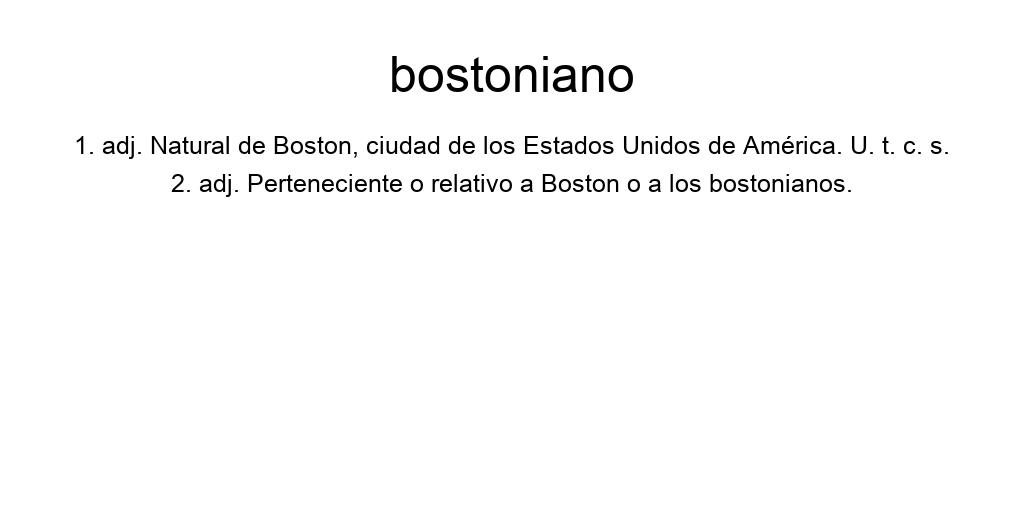 bostoniano
1. adj. Natural de Boston, ciudad de los Estados Unidos de América. U. t. c. s.
2. adj. Perteneciente o relativo a Boston o a los bostonianos.